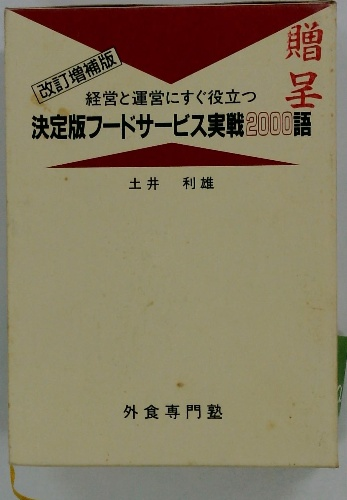 改訂増補版
贈呈
経営と運営にすぐ役立つ
決定版フードサービス実戦2000語
土井 利雄
外食専門塾